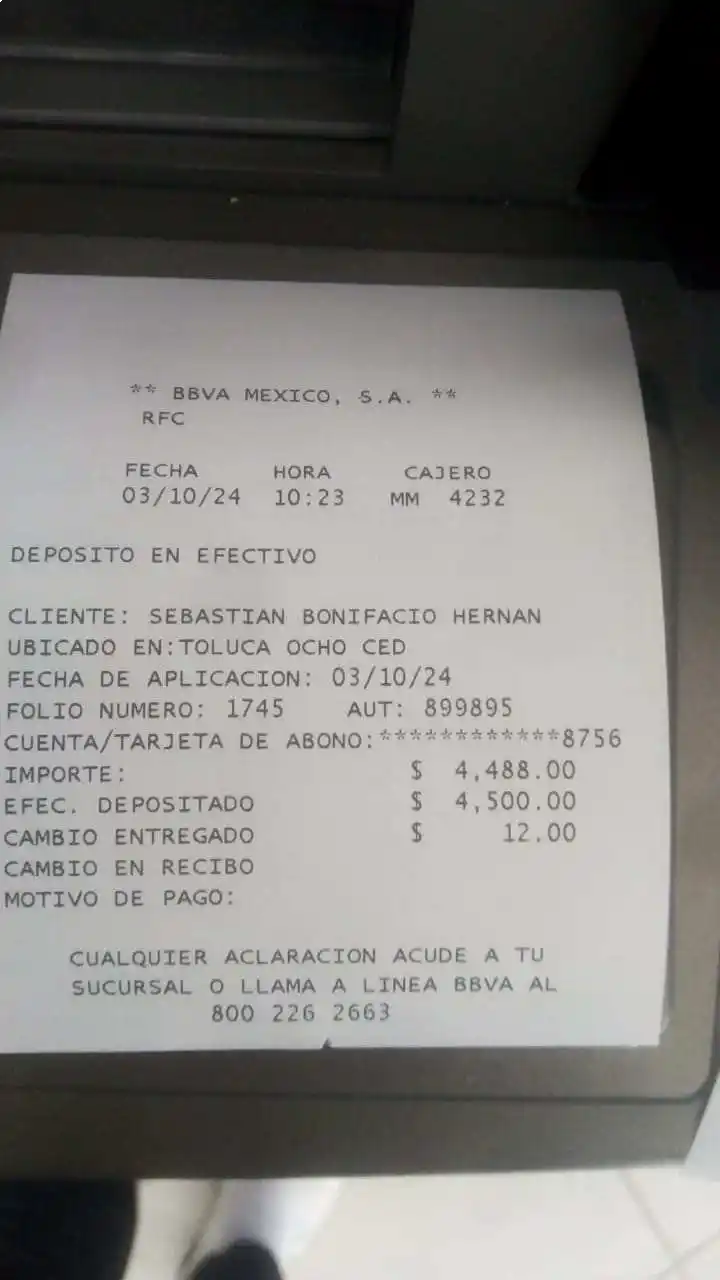 ** BBVA MEXICO, S.A. **
RFC
FECHA HORA CAJERO
03/10/24 10:23 MM 4232
DEPOSITO EN EFECTIVO
CLIENTE: SEBASTIAN BONIFACIO HERNAN
UBICADO EN:TOLUCA OCHO CED
FECHA DE APLICACION: 03/10/24
FOLIO NUMERO: 1745 AUT: 899895
CUENTA/TARJETA DE ABONO:************8756
IMPORTE: $ 4,488.00
EFEC. DEPOSITADO $ 4,500.00
CAMBIO ENTREGADO $ 12.00
CAMBIO EN RECIBO
MOTIVO DE PAGO:
CUALQUIER ACLARACION ACUDE A TU
SUCURSAL O LLAMA A LINEA BBVA AL
800 226 2663